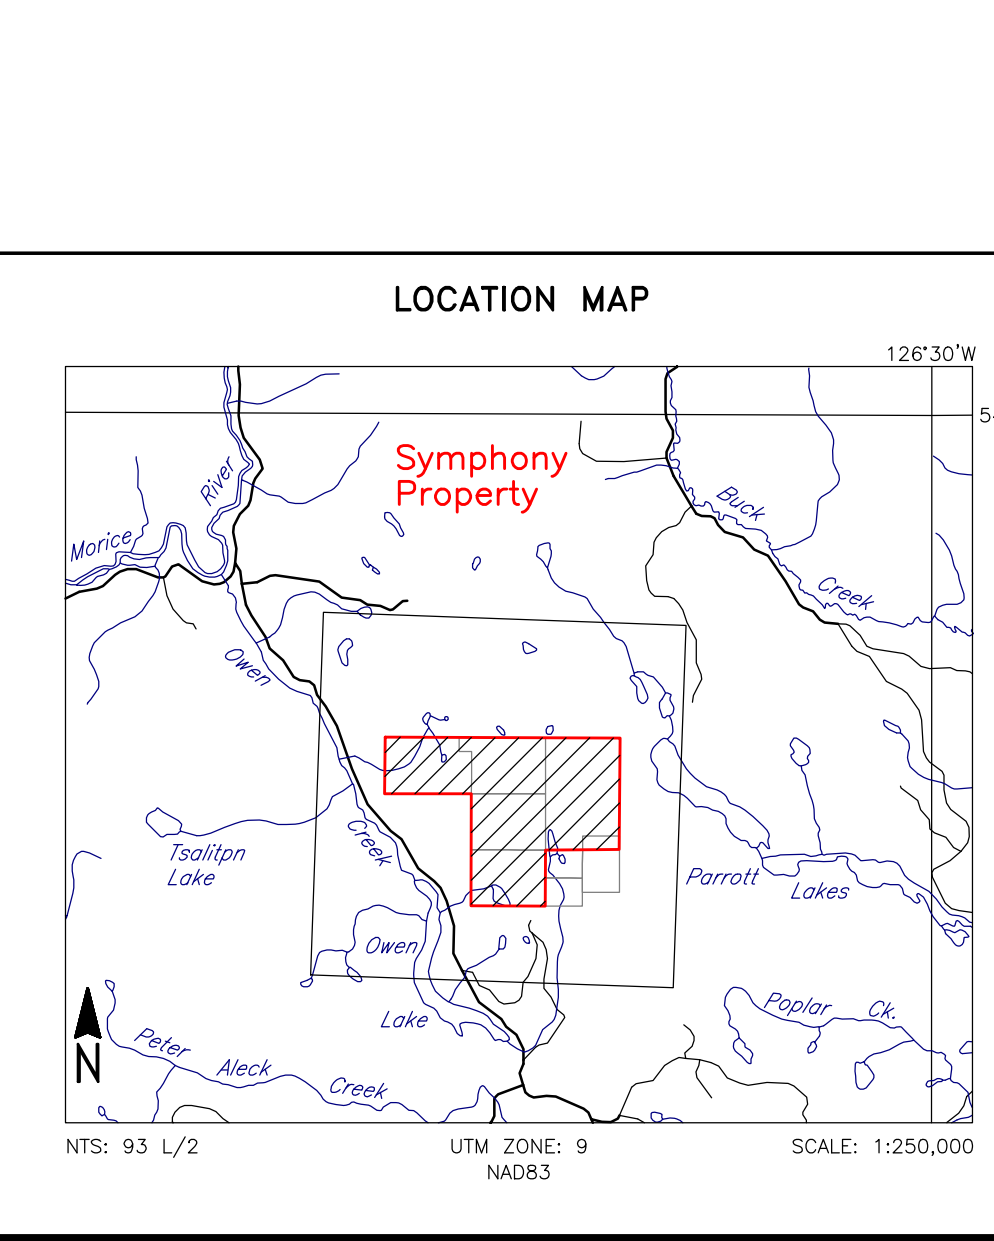 LOCATION MAP
126°30'W
5
Symphony
Property
River
Morice
Buck
Creek
Owen
Creek
Tsalitpn
Lake
Parrott
Lakes
Owen
Lake
Poplar Ck.
Peter Aleck Creek
N
NTS: 93 L/2
UTM ZONE: 9
SCALE: 1:250,000
NAD83